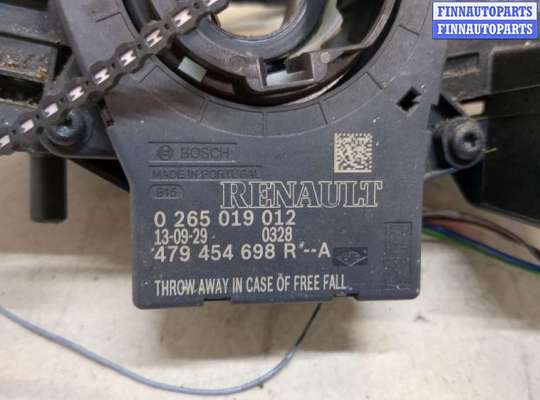 FINNAUTOPARTS
FINNAUTOPARTS
BOSCH
MADE IN PORTUGAL
RENAULT
0 265 019 012
13-09-29 0328
479 454 698 R --A
THROW AWAY IN CASE OF FREE FALL